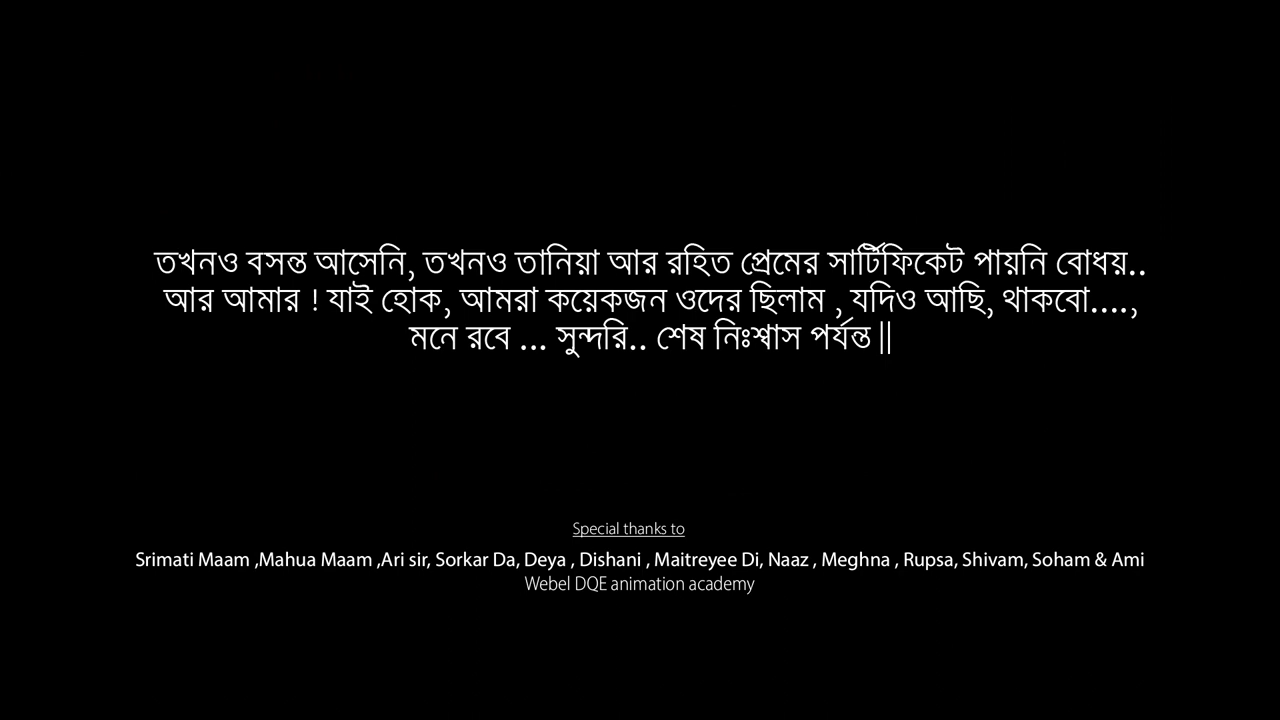 তখনও বসন্ত আসেনি, তখনও তানিয়া আর রহিত প্রেমের সার্টিফিকেট পায়নি বোধয়..
আর আমার ! যাই হোক, আমরা কয়েকজন ওদের ছিলাম , যদিও আছি, থাকবো....,
মনে রবে ... সুন্দরি.. শেষ নিঃশ্বাস পর্যন্ত ||
Special thanks to
Srimati Maam ,Mahua Maam ,Ari sir, Sorkar Da, Deya , Dishani , Maitreyee Di, Naaz , Meghna , Rupsa, Shivam, Soham & Ami
Webel DQE animation academy